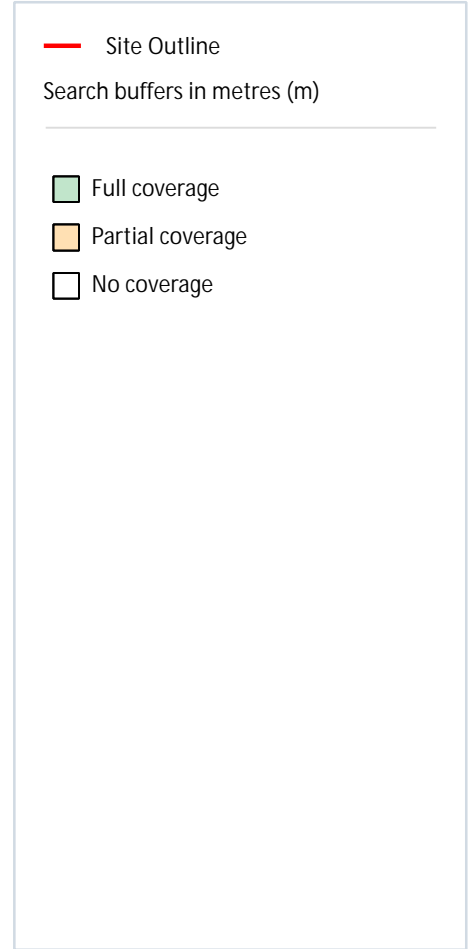 Site Outline
Search buffers in metres (m)
Full coverage
Partial coverage
No coverage